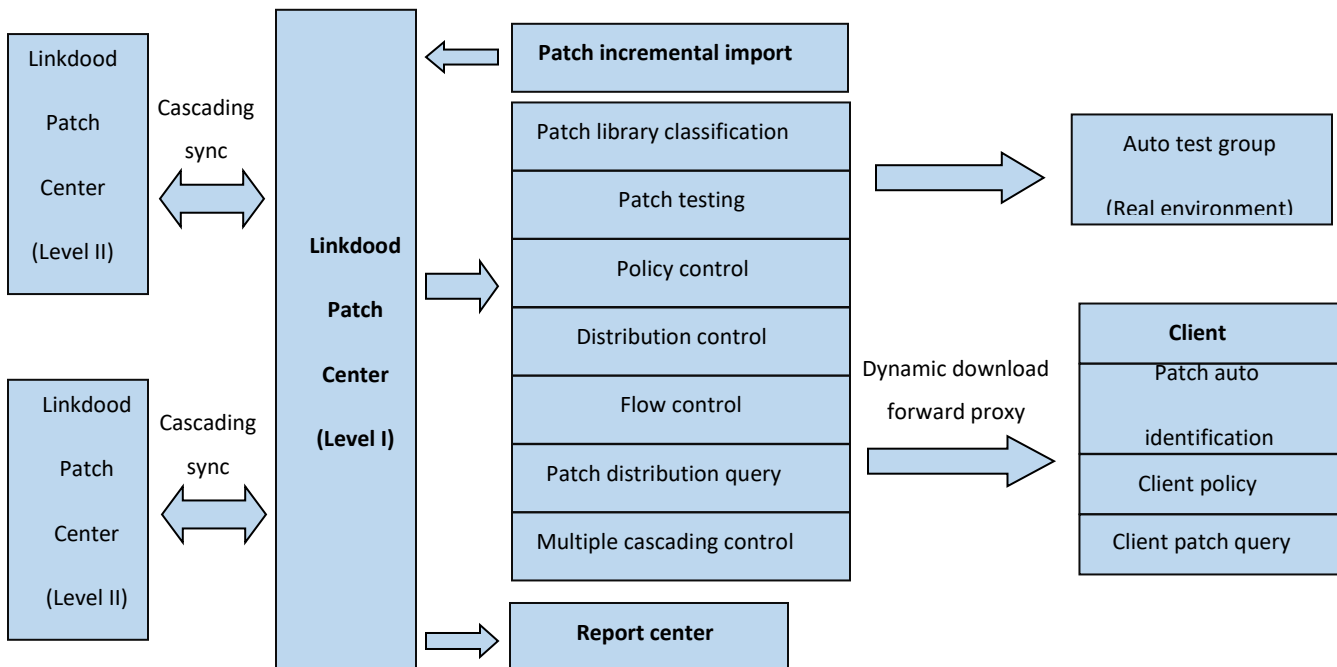 Linkdood
Patch
Center
(Level II)
Cascading
sync
Linkdood
Patch
Center
(Level II)
Cascading
sync
Linkdood
Patch
Center
(Level I)
Patch incremental import
Patch library classification
Patch testing
Policy control
Distribution control
Flow control
Patch distribution query
Multiple cascading control
Report center
Auto test group
(Real environment)
Dynamic download
forward proxy
Client
Patch auto
identification
Client policy
Client patch query